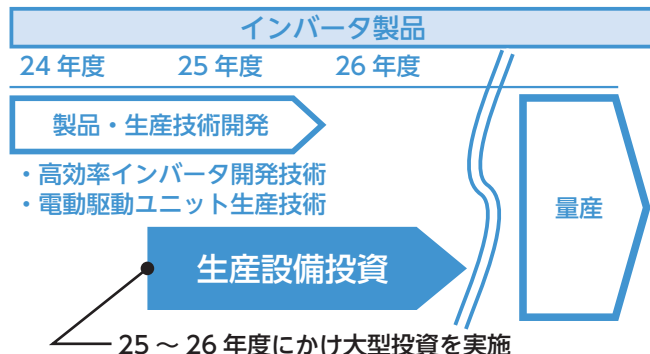 インバータ製品
24 年度 25 年度 26 年度
製品・生産技術開発
・高効率インバータ開発技術
・電動駆動ユニット生産技術
量産
生産設備投資
25 ～ 26 年度にかけ大型投資を実施